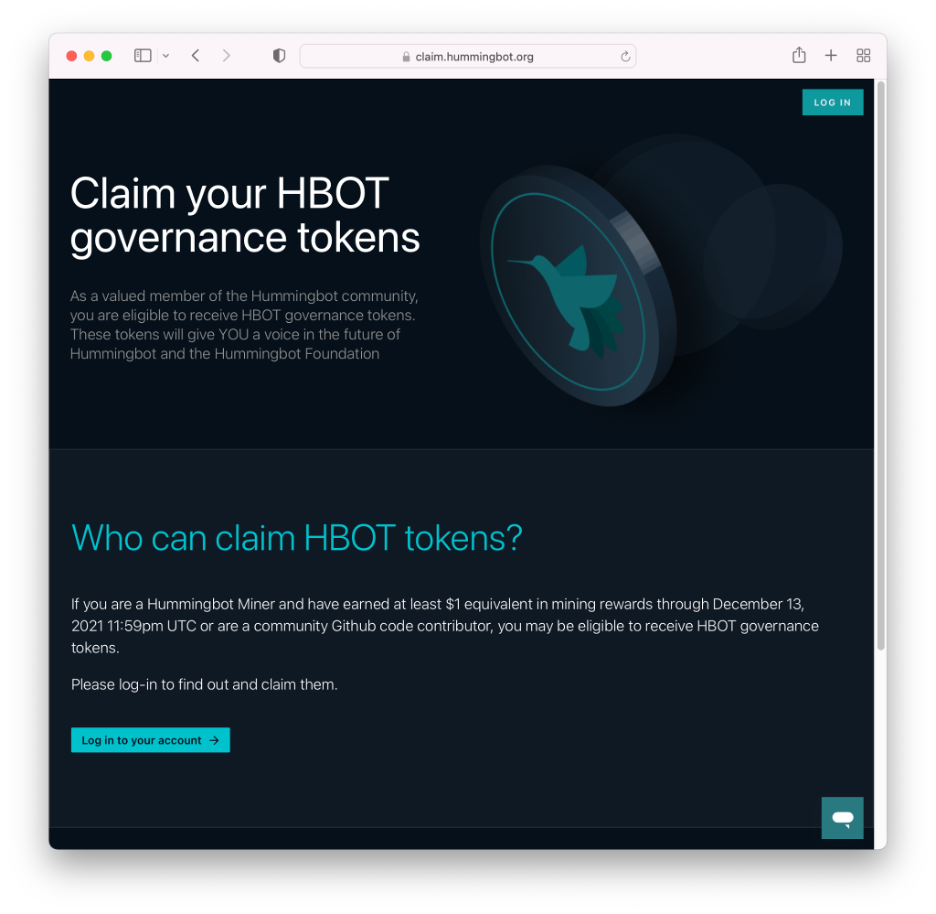 claim.hummingbot.org
LOG IN
Claim your HBOT
governance tokens
As a valued member of the Hummingbot community,
you are eligible to receive HBOT governance tokens.
These tokens will give YOU a voice in the future of
Hummingbot and the Hummingbot Foundation
Who can claim HBOT tokens?
If you are a Hummingbot Miner and have earned at least $1 equivalent in mining rewards through December 13,
2021 11:59pm UTC or are a community Github code contributor, you may be eligible to receive HBOT governance
tokens.
Please log-in to find out and claim them.
Log in to your account →